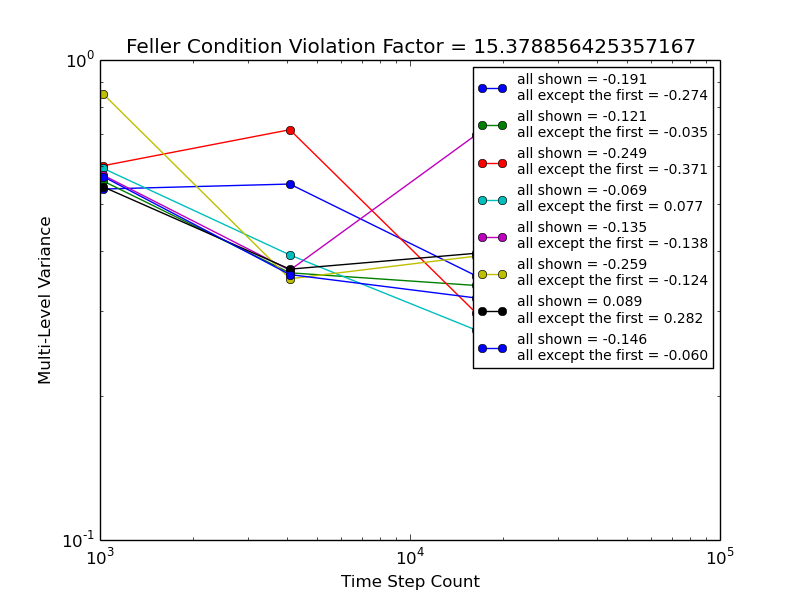 Feller Condition Violation Factor = 15.378856425357167
10^0
all shown = -0.191
all except the first = -0.274
all shown = -0.121
all except the first = -0.035
all shown = -0.249
all except the first = -0.371
all shown = -0.069
all except the first = 0.077
all shown = -0.135
all except the first = -0.138
all shown = -0.259
all except the first = -0.124
all shown = 0.089
all except the first = 0.282
all shown = -0.146
all except the first = -0.060
Multi-Level Variance
10^-1
10^3 10^4 10^5
Time Step Count